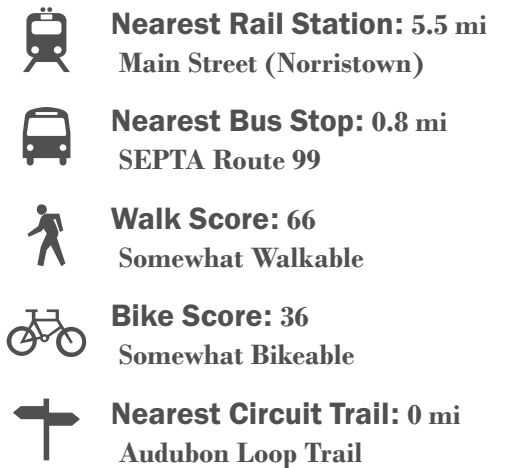 Nearest Rail Station: 5.5 mi
Main Street (Norristown)
Nearest Bus Stop: 0.8 mi
SEPTA Route 99
Walk Score: 66
Somewhat Walkable
Bike Score: 36
Somewhat Bikeable
Nearest Circuit Trail: 0 mi
Audubon Loop Trail